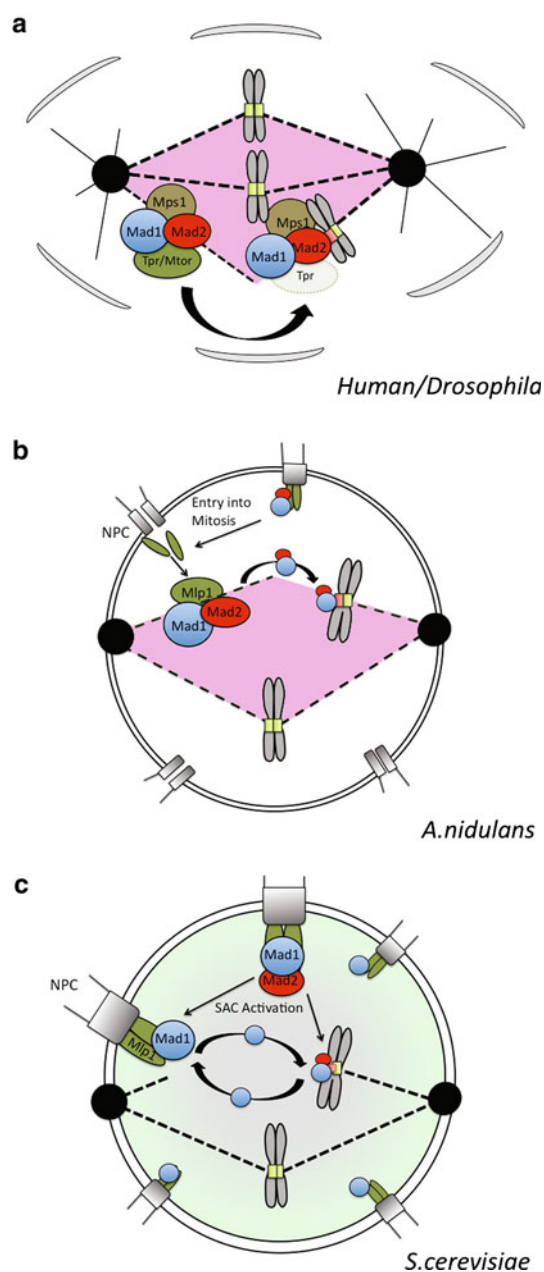 a
Mps1
Mad1
Mad2
Tpr/Mtor
Mps1
Mad1
Mad2
Tpr
Human/Drosophila
b
Entry into
Mitosis
NPC
Mlp1
Mad2
Mad1
A.nidulans
c
NPC
Mad1
Mad2
SAC Activation
Mad1
Mlp1
S.cerevisiae